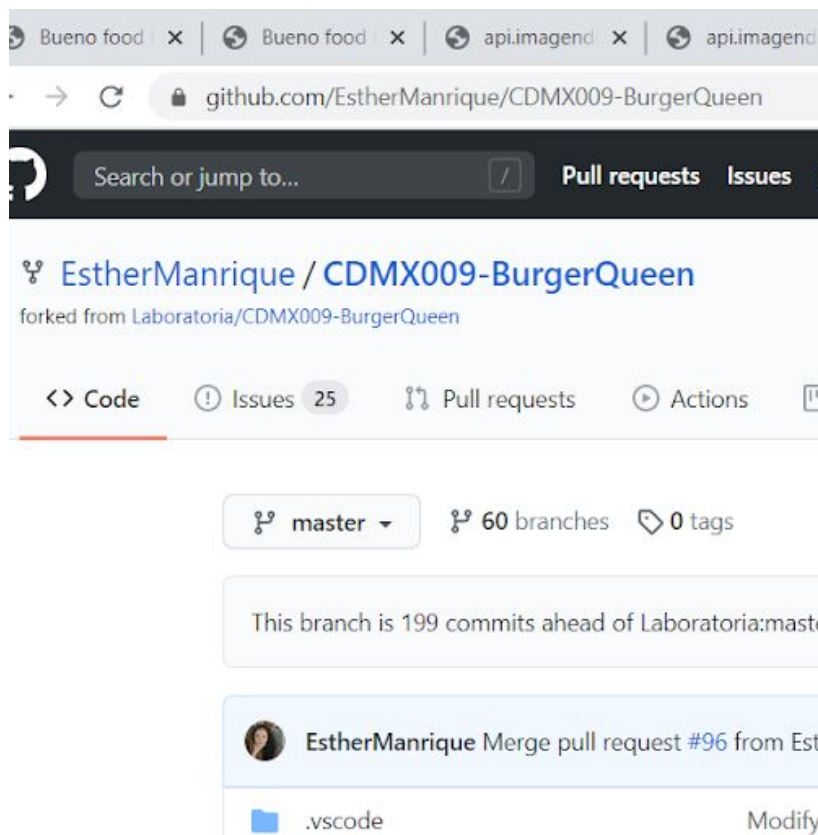 Bueno food Bueno food api.imagend api.imagend
github.com/EstherManrique/CDMX009-BurgerQueen
Search or jump to... / Pull requests Issues
EstherManrique / CDMX009-BurgerQueen
forked from Laboratoria/CDMX009-BurgerQueen
<> Code Issues 25 Pull requests Actions
master 60 branches 0 tags
This branch is 199 commits ahead of Laboratoria:maste
EstherManrique Merge pull request #96 from Est
.vscode Modify